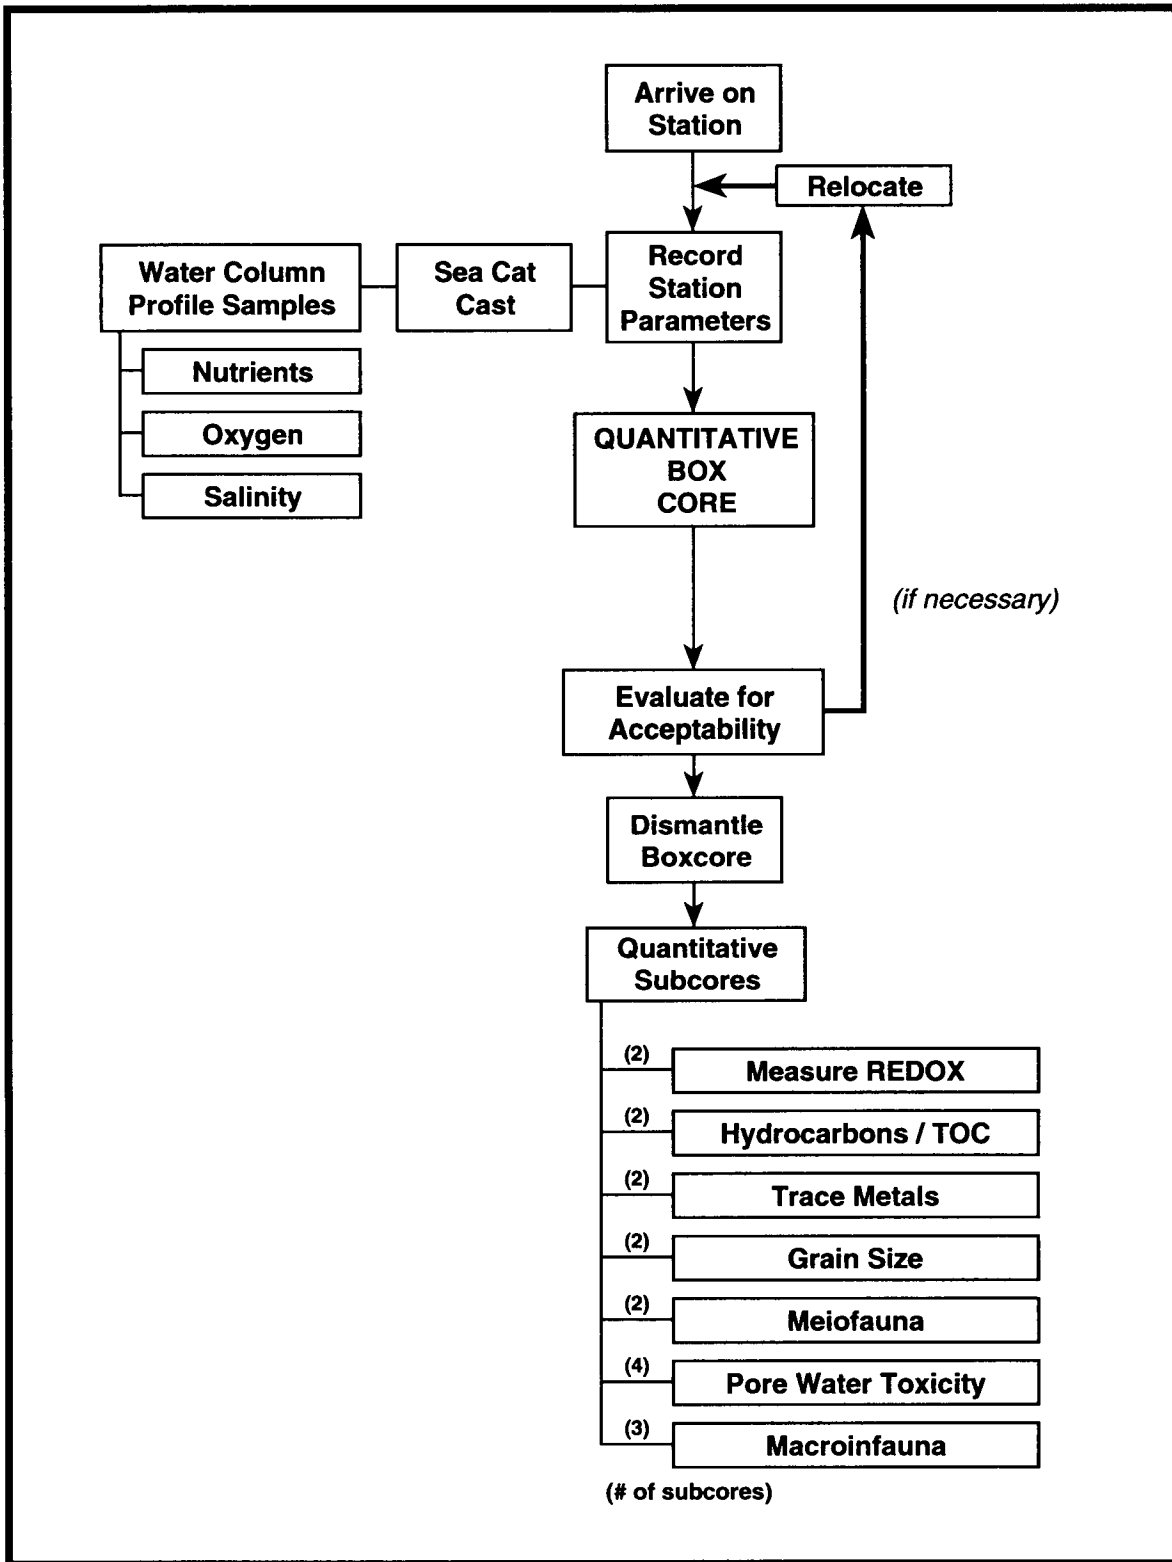 Arrive on
Station
Relocate
Water Column
Profile Samples
Sea Cat
Cast
Record
Station
Parameters
Nutrients
Oxygen
Salinity
QUANTITATIVE
BOX
CORE
(if necessary)
Evaluate for
Acceptability
Dismantle
Boxcore
Quantitative
Subcores
(2) Measure REDOX
(2) Hydrocarbons / TOC
(2) Trace Metals
(2) Grain Size
(2) Meiofauna
(4) Pore Water Toxicity
(3) Macroinfauna
(# of subcores)